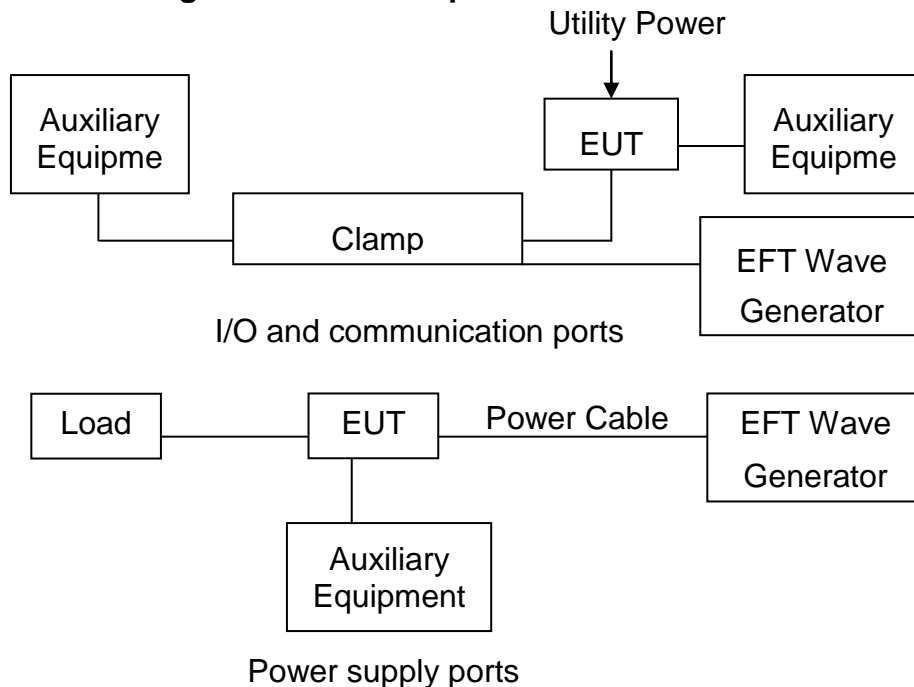 Utility Power
Auxiliary
Equipme
EUT
Auxiliary
Equipme
Clamp
EFT Wave
Generator
I/O and communication ports
Load
EUT
Power Cable
EFT Wave
Generator
Auxiliary
Equipment
Power supply ports